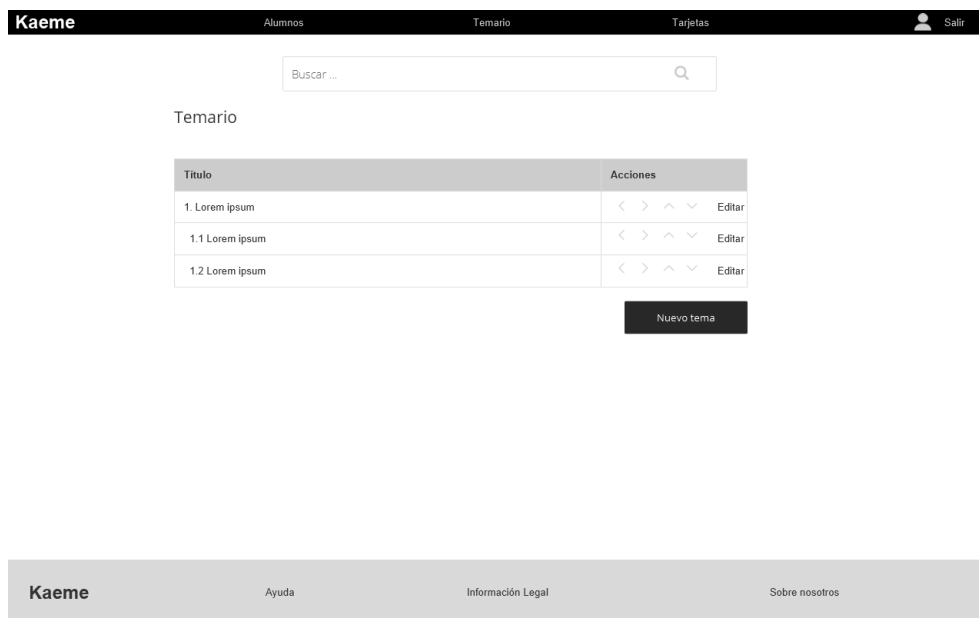 Kaeme Alumnos Temario Tarjetas Salir
Buscar ...
Temario
Título Acciones
1. Lorem ipsum Editar
1.1 Lorem ipsum Editar
1.2 Lorem ipsum Editar
Nuevo tema
Kaeme Ayuda Información Legal Sobre nosotros